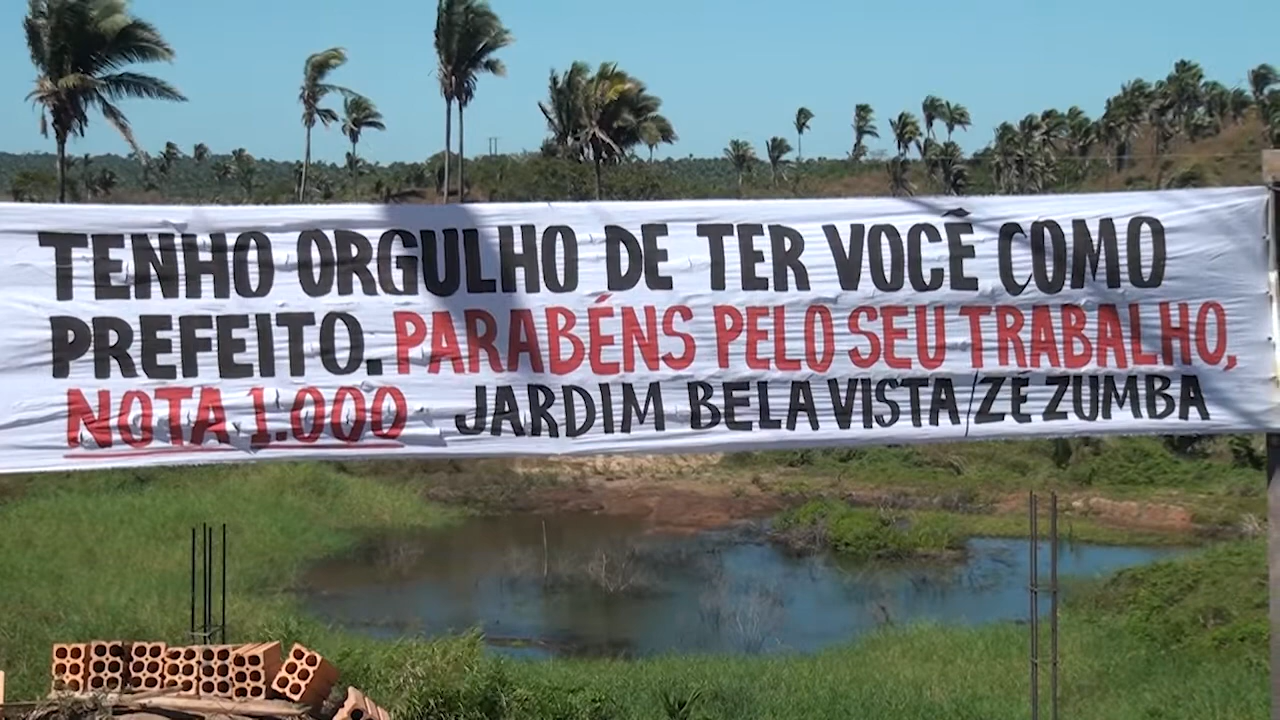 TENHO ORGULHO DE TER VOCÊ COMO
PREFEITO. PARABÉNS PELO SEU TRABALHO,
NOTA 1.000 JARDIM BELA VISTA/ZÉ ZUMBA